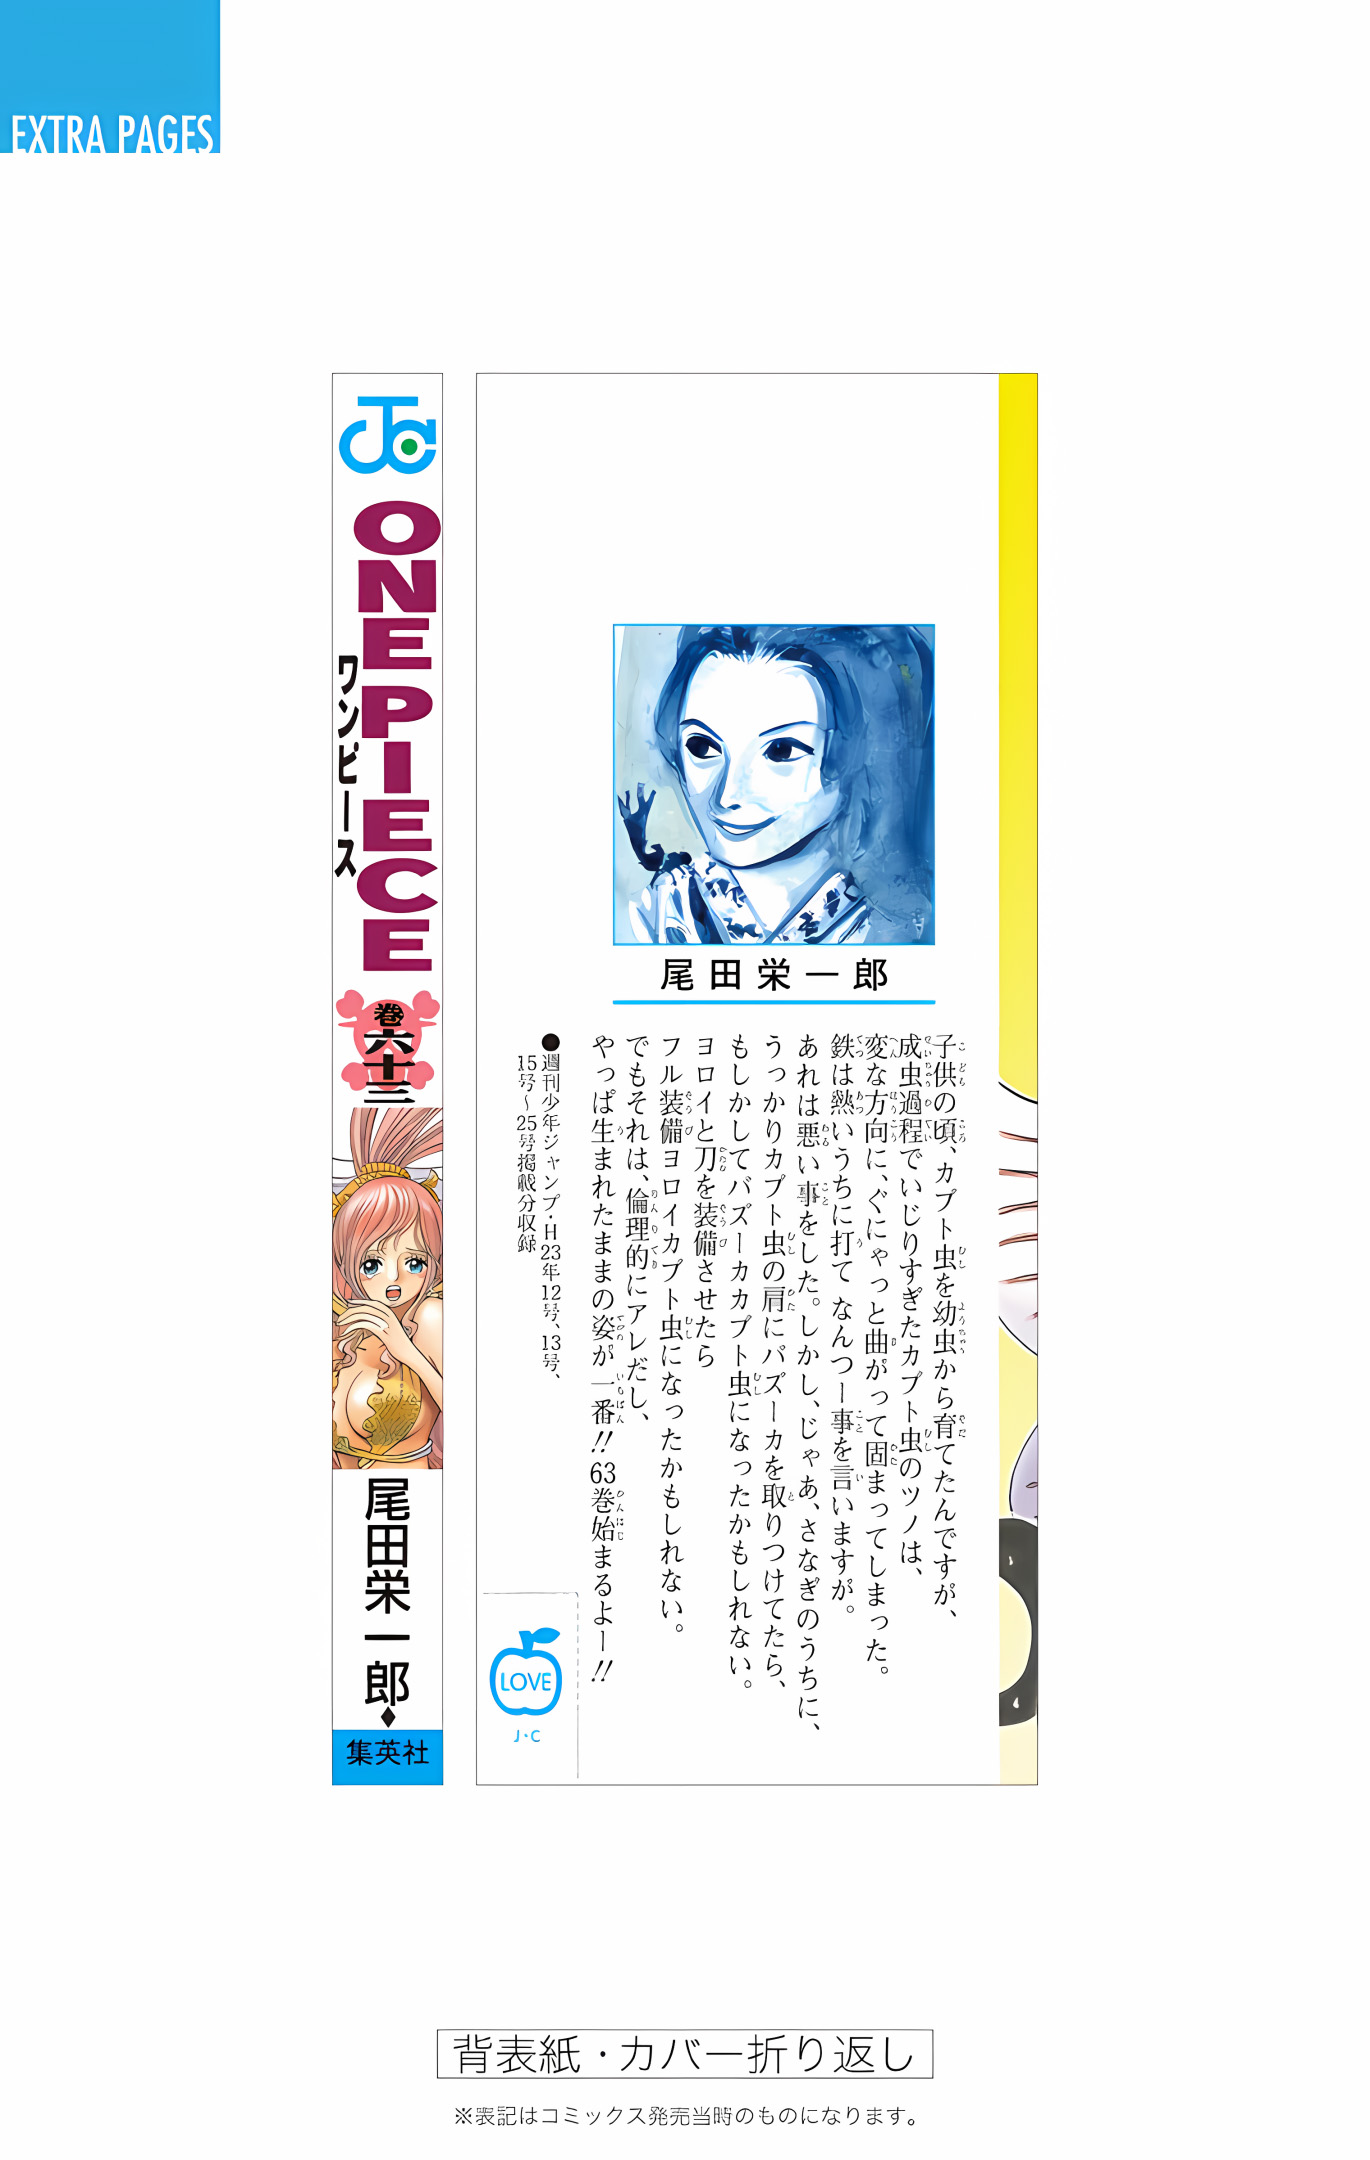 EXTRA PAGES
JC
ONE PIECE
ワンピース
巻六十三
尾田栄一郎
集英社
尾田栄一郎
子供の頃、カブト虫を幼虫から育てたんですが、
成虫過程でいじりすぎたカブト虫のツノは、
変な方向に、ぐにゃっと曲がって固まってしまった。
鉄は熱いうちに打て なんつー事を言いますが。
あれは悪い事をした。しかし、じゃあ、さなぎのうちに、
うっかりカブト虫の肩にバズーカを取りつけてたら、
もしかしてバズーカカブト虫になったかもしれない。
ヨロイと刀を装備させたら
フル装備ヨロイカブト虫になったかもしれない。
でもそれは、倫理的にアレだし、
やっぱ生まれたままの姿が一番!!63巻始まるよー!!
●週刊少年ジャンプ・H23年12号、13号、
15号〜25号掲載分収録
LOVE
J・C
背表紙・カバー折り返し
※表記はコミックス発売当時のものになります。